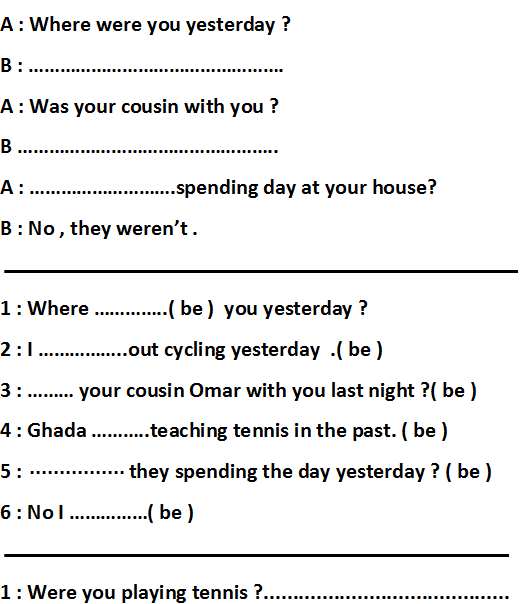 A : Where were you yesterday ?
B : ……………………………………….…
A : Was your cousin with you ?
B …………………………………………..
A : ……………………….spending day at your house?
B : No , they weren’t .
1 : Where …………..( be ) you yesterday ?
2 : I ……………..out cycling yesterday .( be )
3 : ……… your cousin Omar with you last night ?( be )
4 : Ghada ………..teaching tennis in the past. ( be )
5 : ················ they spending the day yesterday ? ( be )
6 : No I ……………( be )
1 : Were you playing tennis ?..........................................